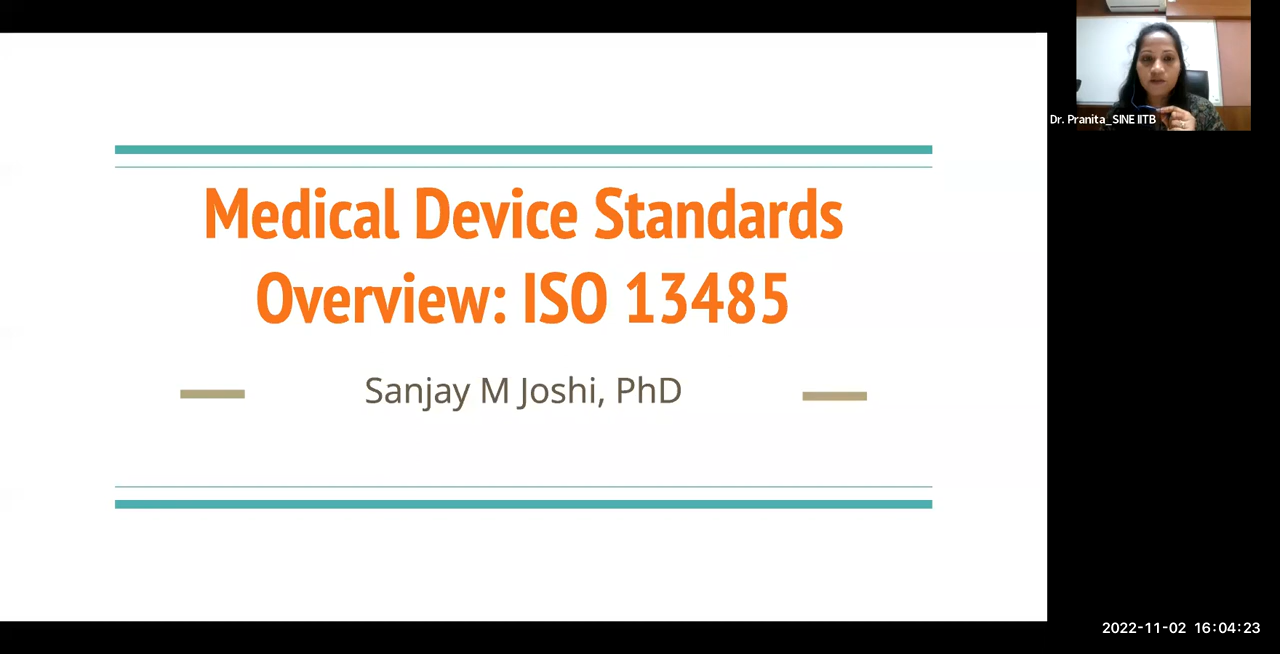 Medical Device Standards
Overview: ISO 13485
Sanjay M Joshi, PhD
Dr. Pranita_SINE IITB
2022-11-02 16:04:23